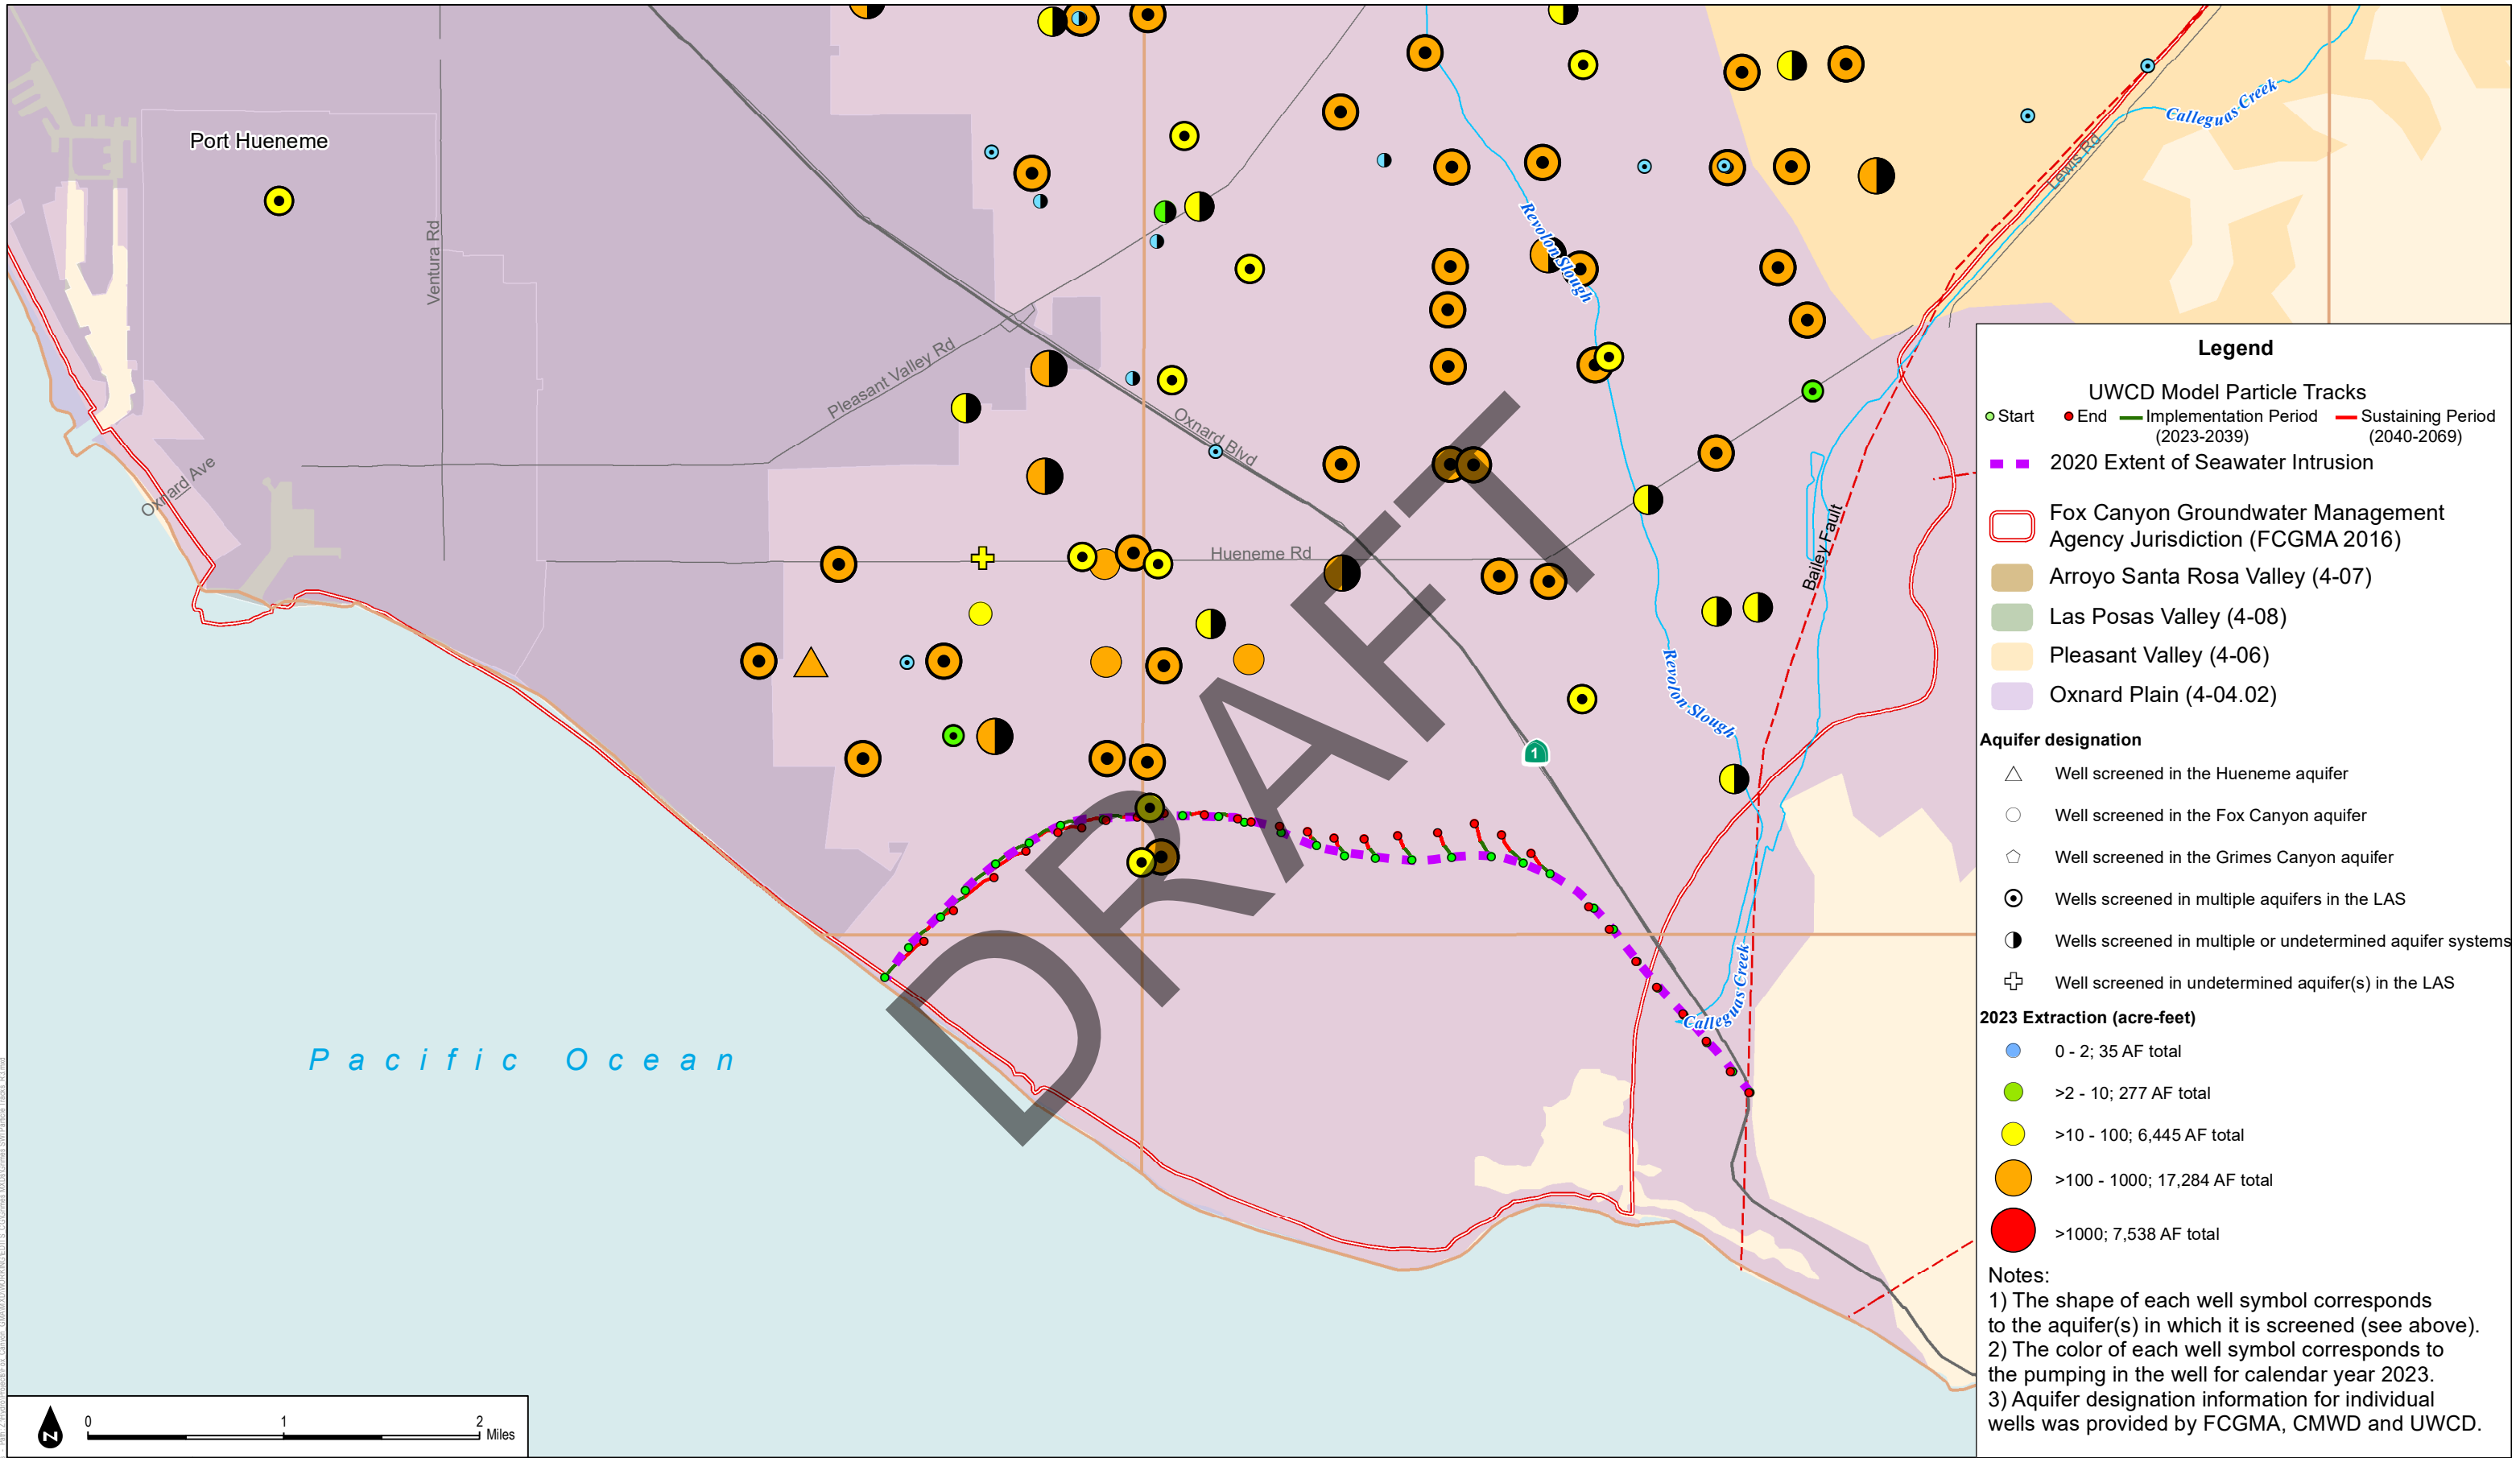 Port Hueneme
Ventura Rd
Oxnard Ave
Pleasant Valley Rd
Oxnard Blvd
Hueneme Rd
Revolon Slough
Revolon Slough
Calleguas Creek
Lewis Rd
Bailey Fault
1
Calleguas Creek
Pacific Ocean
DRAFT
N
0 1 2
Miles
Legend
UWCD Model Particle Tracks
Start End Implementation Period Sustaining Period
(2023-2039) (2040-2069)
2020 Extent of Seawater Intrusion
Fox Canyon Groundwater Management
Agency Jurisdiction (FCGMA 2016)
Arroyo Santa Rosa Valley (4-07)
Las Posas Valley (4-08)
Pleasant Valley (4-06)
Oxnard Plain (4-04.02)
Aquifer designation
Well screened in the Hueneme aquifer
Well screened in the Fox Canyon aquifer
Well screened in the Grimes Canyon aquifer
Wells screened in multiple aquifers in the LAS
Wells screened in multiple or undetermined aquifer systems
Well screened in undetermined aquifer(s) in the LAS
2023 Extraction (acre-feet)
0 - 2; 35 AF total
>2 - 10; 277 AF total
>10 - 100; 6,445 AF total
>100 - 1000; 17,284 AF total
>1000; 7,538 AF total
Notes:
1) The shape of each well symbol corresponds
to the aquifer(s) in which it is screened (see above).
2) The color of each well symbol corresponds to
the pumping in the well for calendar year 2023.
3) Aquifer designation information for individual
wells was provided by FCGMA, CMWD and UWCD.